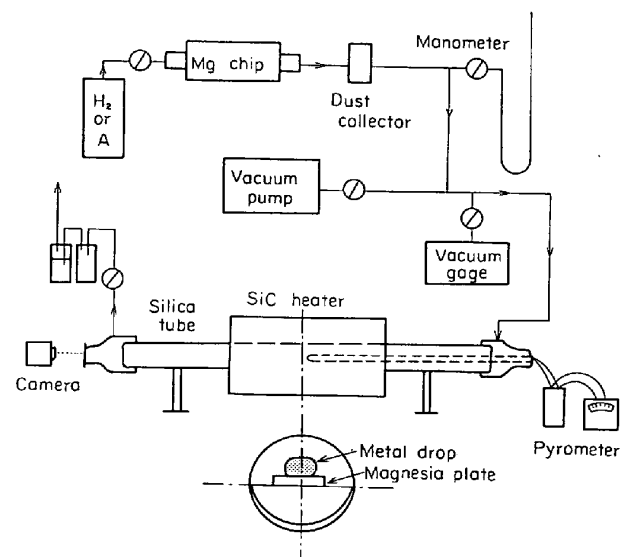 Manometer
Mg chip
H₂
or
A
Dust
collector
Vacuum
pump
Vacuum
gage
SiC heater
Silica
tube
Camera
Pyrometer
Metal drop
Magnesia plate